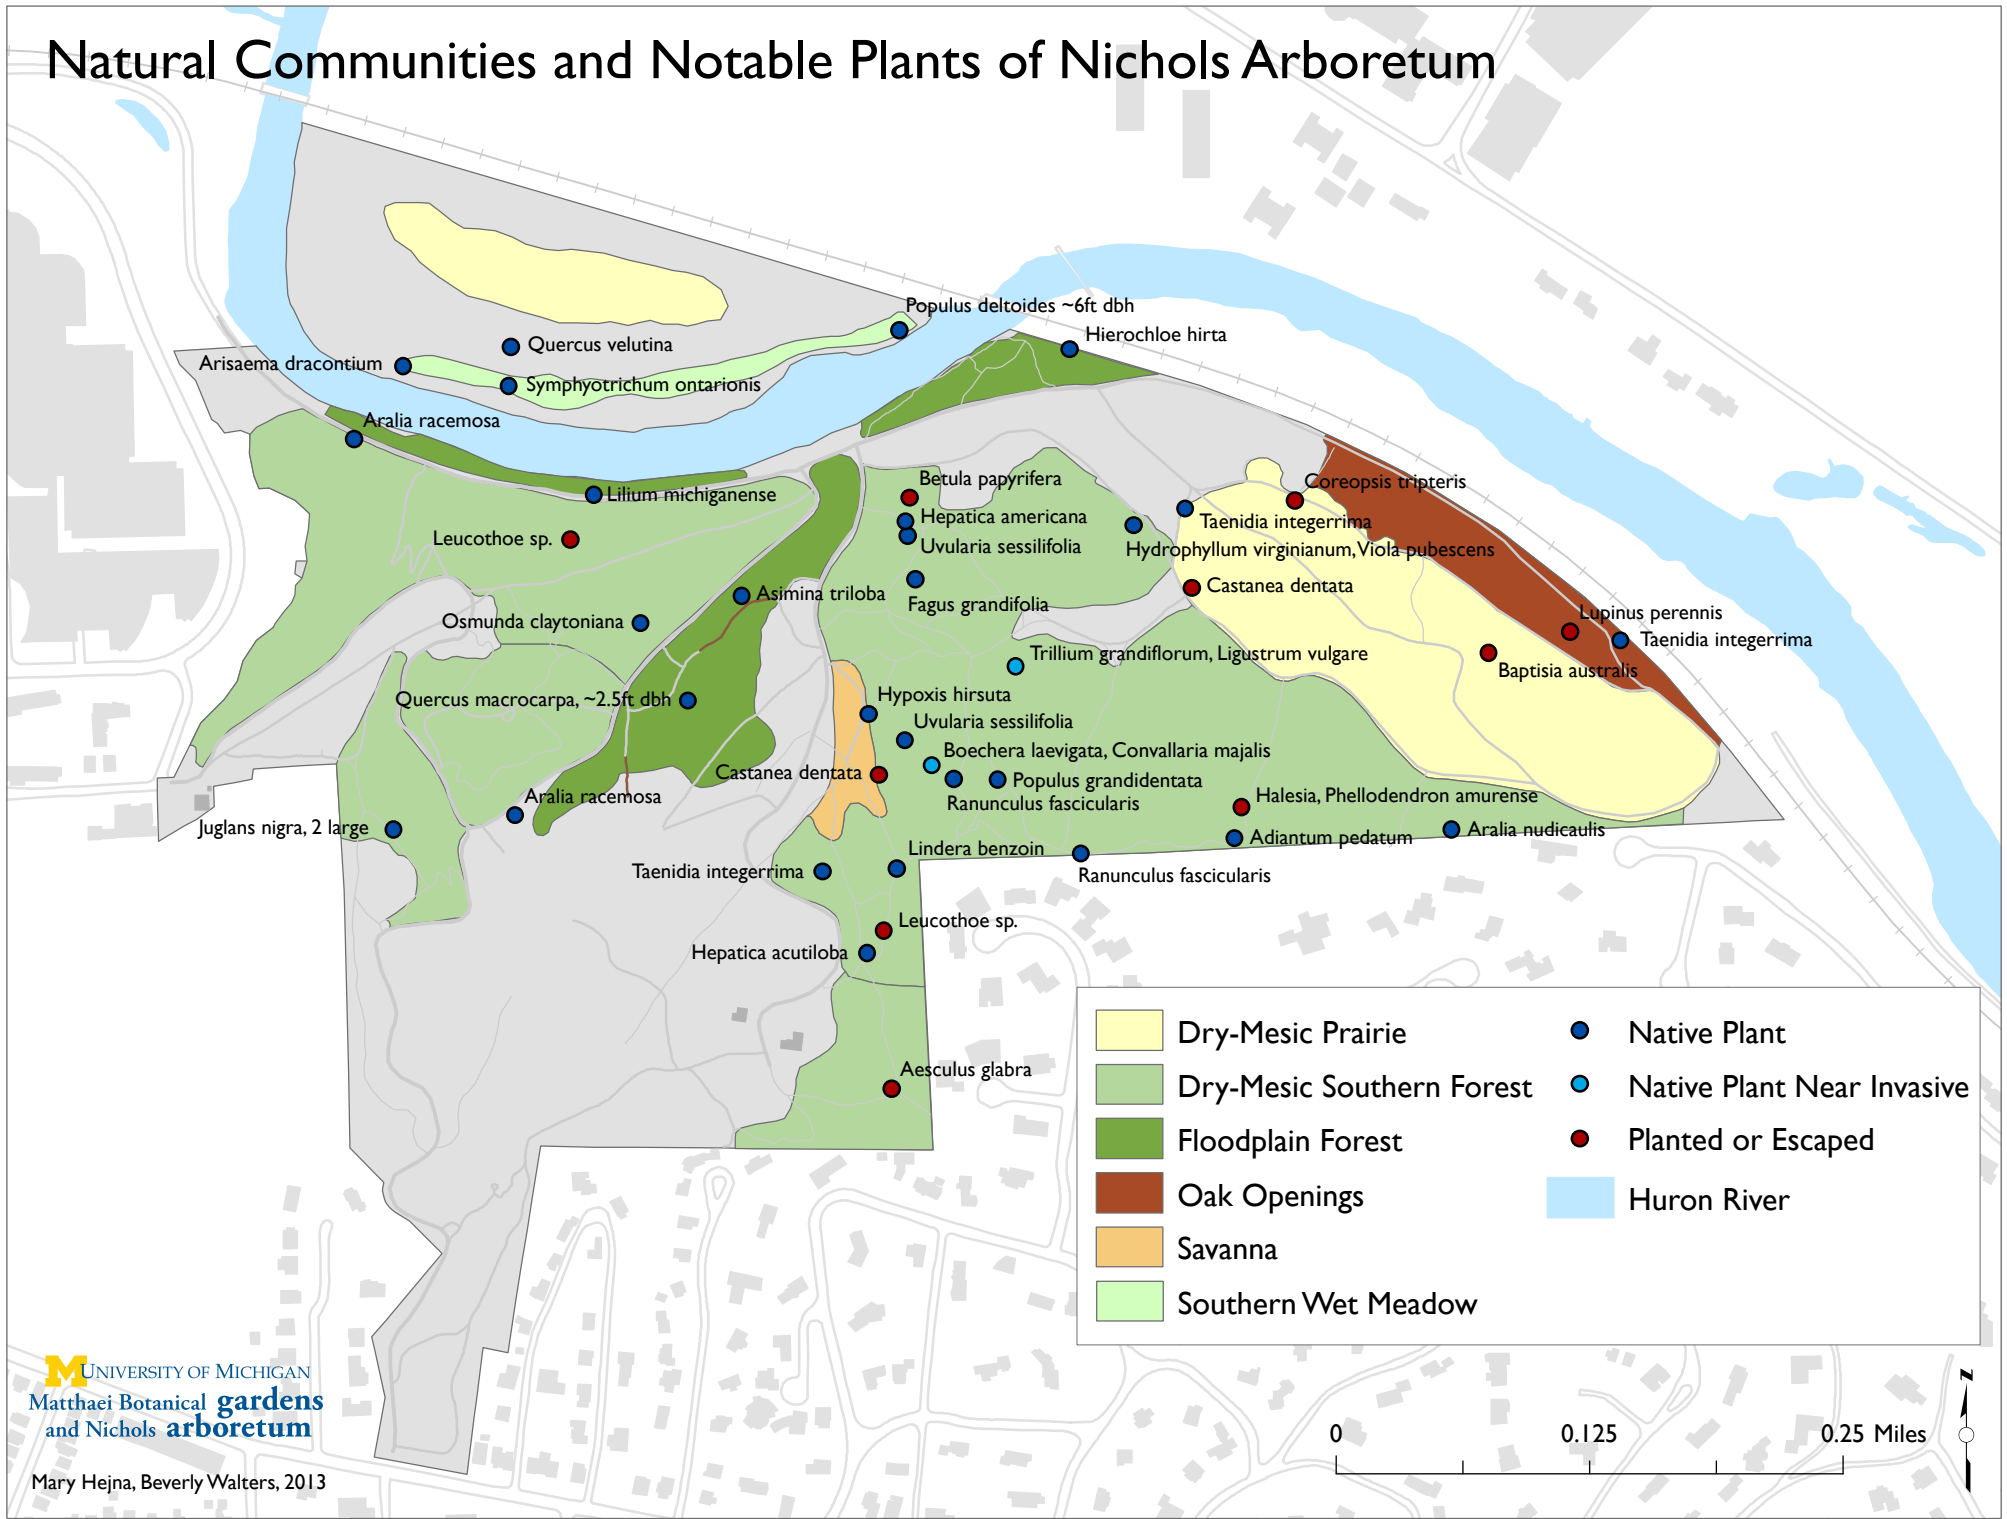 Natural Communities and Notable Plants of Nichols Arboretum
Populus deltoides ~6ft dbh
Hierochloe hirta
Quercus velutina
Arisaema dracontium
Symphyotrichum ontarionis
Aralia racemosa
Betula papyrifera
Coreopsis tripteris
Lilium michiganense
Hepatica americana
Taenidia integerrima
Leucothoe sp.
Uvularia sessilifolia
Hydrophyllum virginianum, Viola pubescens
Castanea dentata
Asimina triloba
Fagus grandifolia
Lupinus perennis
Osmunda claytoniana
Taenidia integerrima
Trillium grandiflorum, Ligustrum vulgare
Baptisia australis
Quercus macrocarpa, ~2.5ft dbh
Hypoxis hirsuta
Uvularia sessilifolia
Boechera laevigata, Convallaria majalis
Castanea dentata
Populus grandidentata
Aralia racemosa
Ranunculus fascicularis
Halesia, Phellodendron amurense
Juglans nigra, 2 large
Adiantum pedatum
Aralia nudicaulis
Lindera benzoin
Taenidia integerrima
Ranunculus fascicularis
Leucothoe sp.
Hepatica acutiloba
Aesculus glabra
Dry-Mesic Prairie
Dry-Mesic Southern Forest
Floodplain Forest
Oak Openings
Savanna
Southern Wet Meadow
Native Plant
Native Plant Near Invasive
Planted or Escaped
Huron River
M UNIVERSITY OF MICHIGAN
Matthaei Botanical gardens
and Nichols arboretum
Mary Hejna, Beverly Walters, 2013
0 0.125 0.25 Miles
N